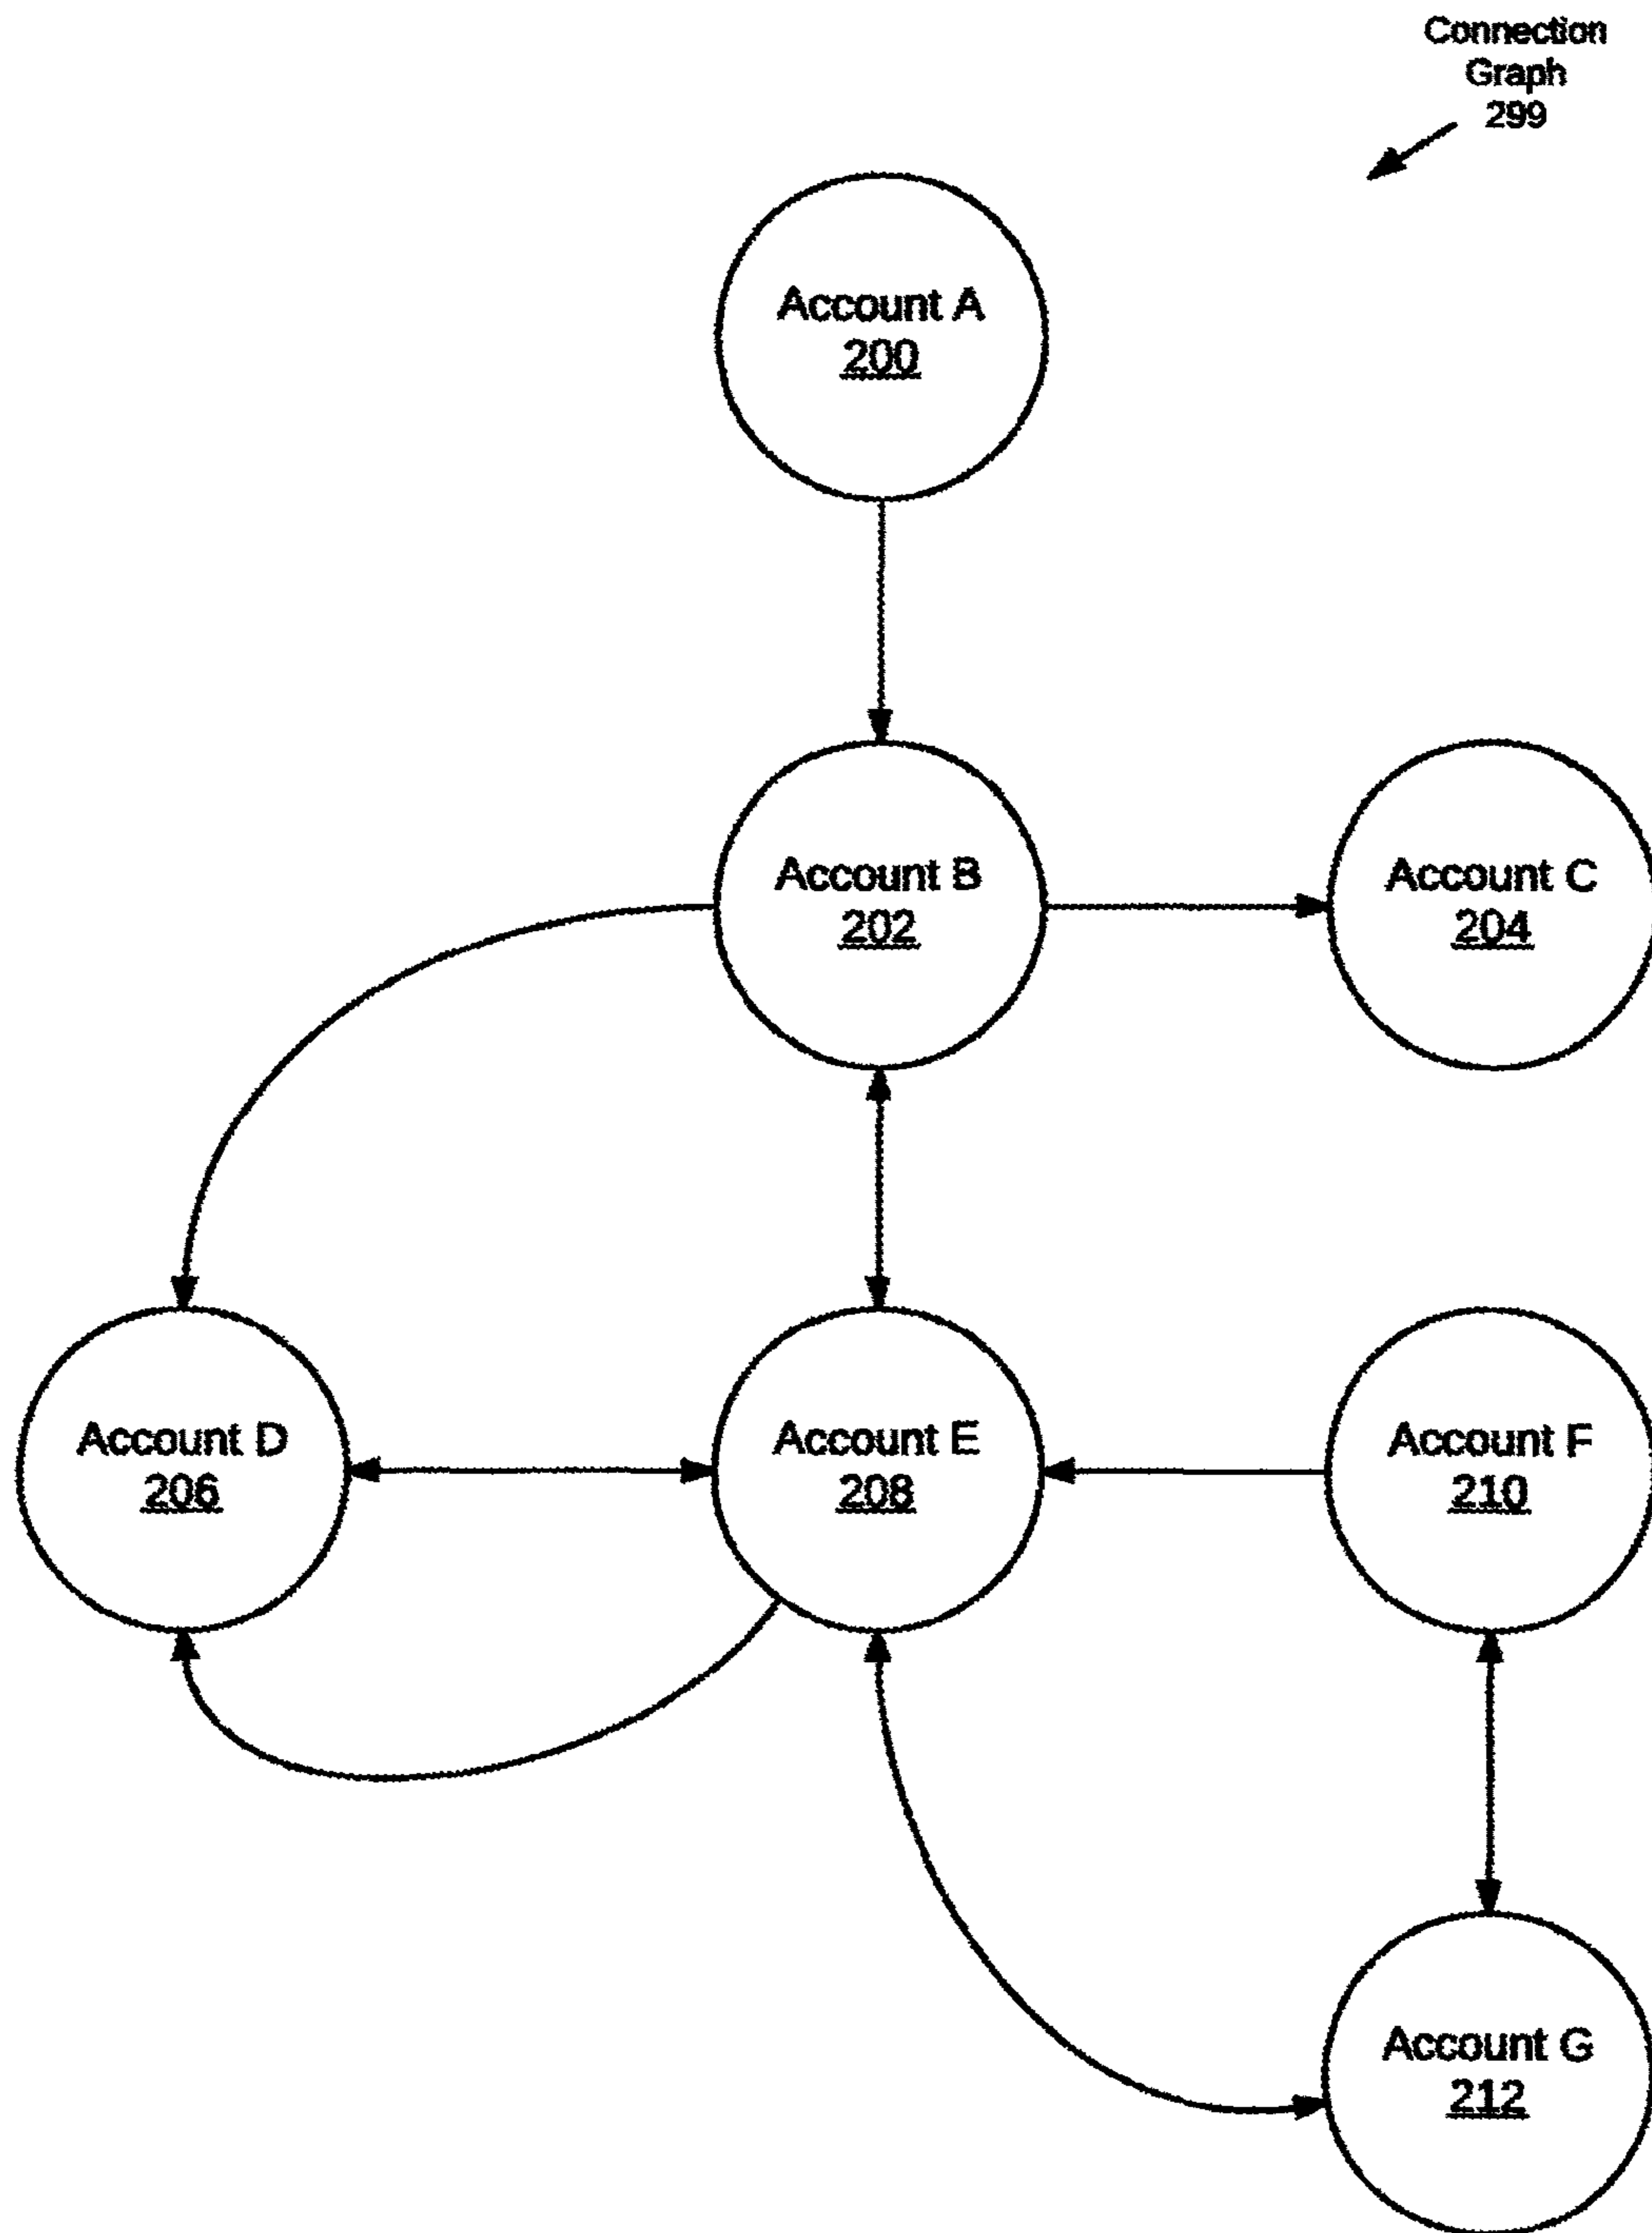 Connection
Graph
299
Account A
200
Account B
202
Account C
204
Account D
206
Account E
208
Account F
210
Account G
212